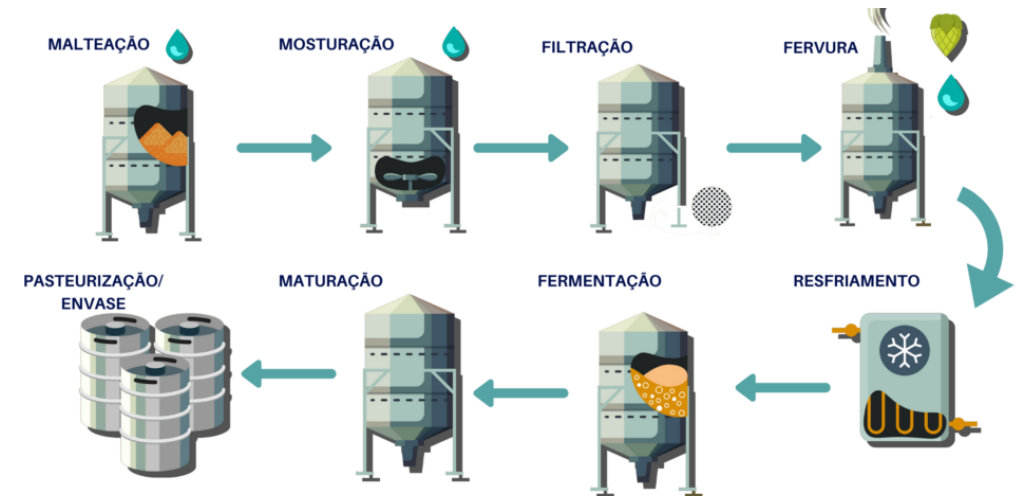 MALTEAÇÃO
MOSTURAÇÃO
FILTRAÇÃO
FERVURA
PASTEURIZAÇÃO/
ENVASE
MATURAÇÃO
FERMENTAÇÃO
RESFRIAMENTO